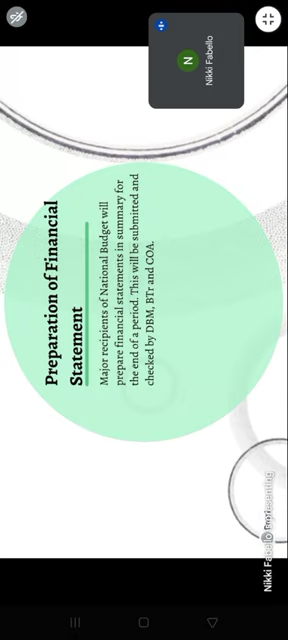 N
Nikki Fabello
Preparation of Financial
Statement
Major recipients of National Budget will
prepare financial statements in summary for
the end of a period. This will be submitted and
checked by DBM, BTr and COA.
Nikki Fabello